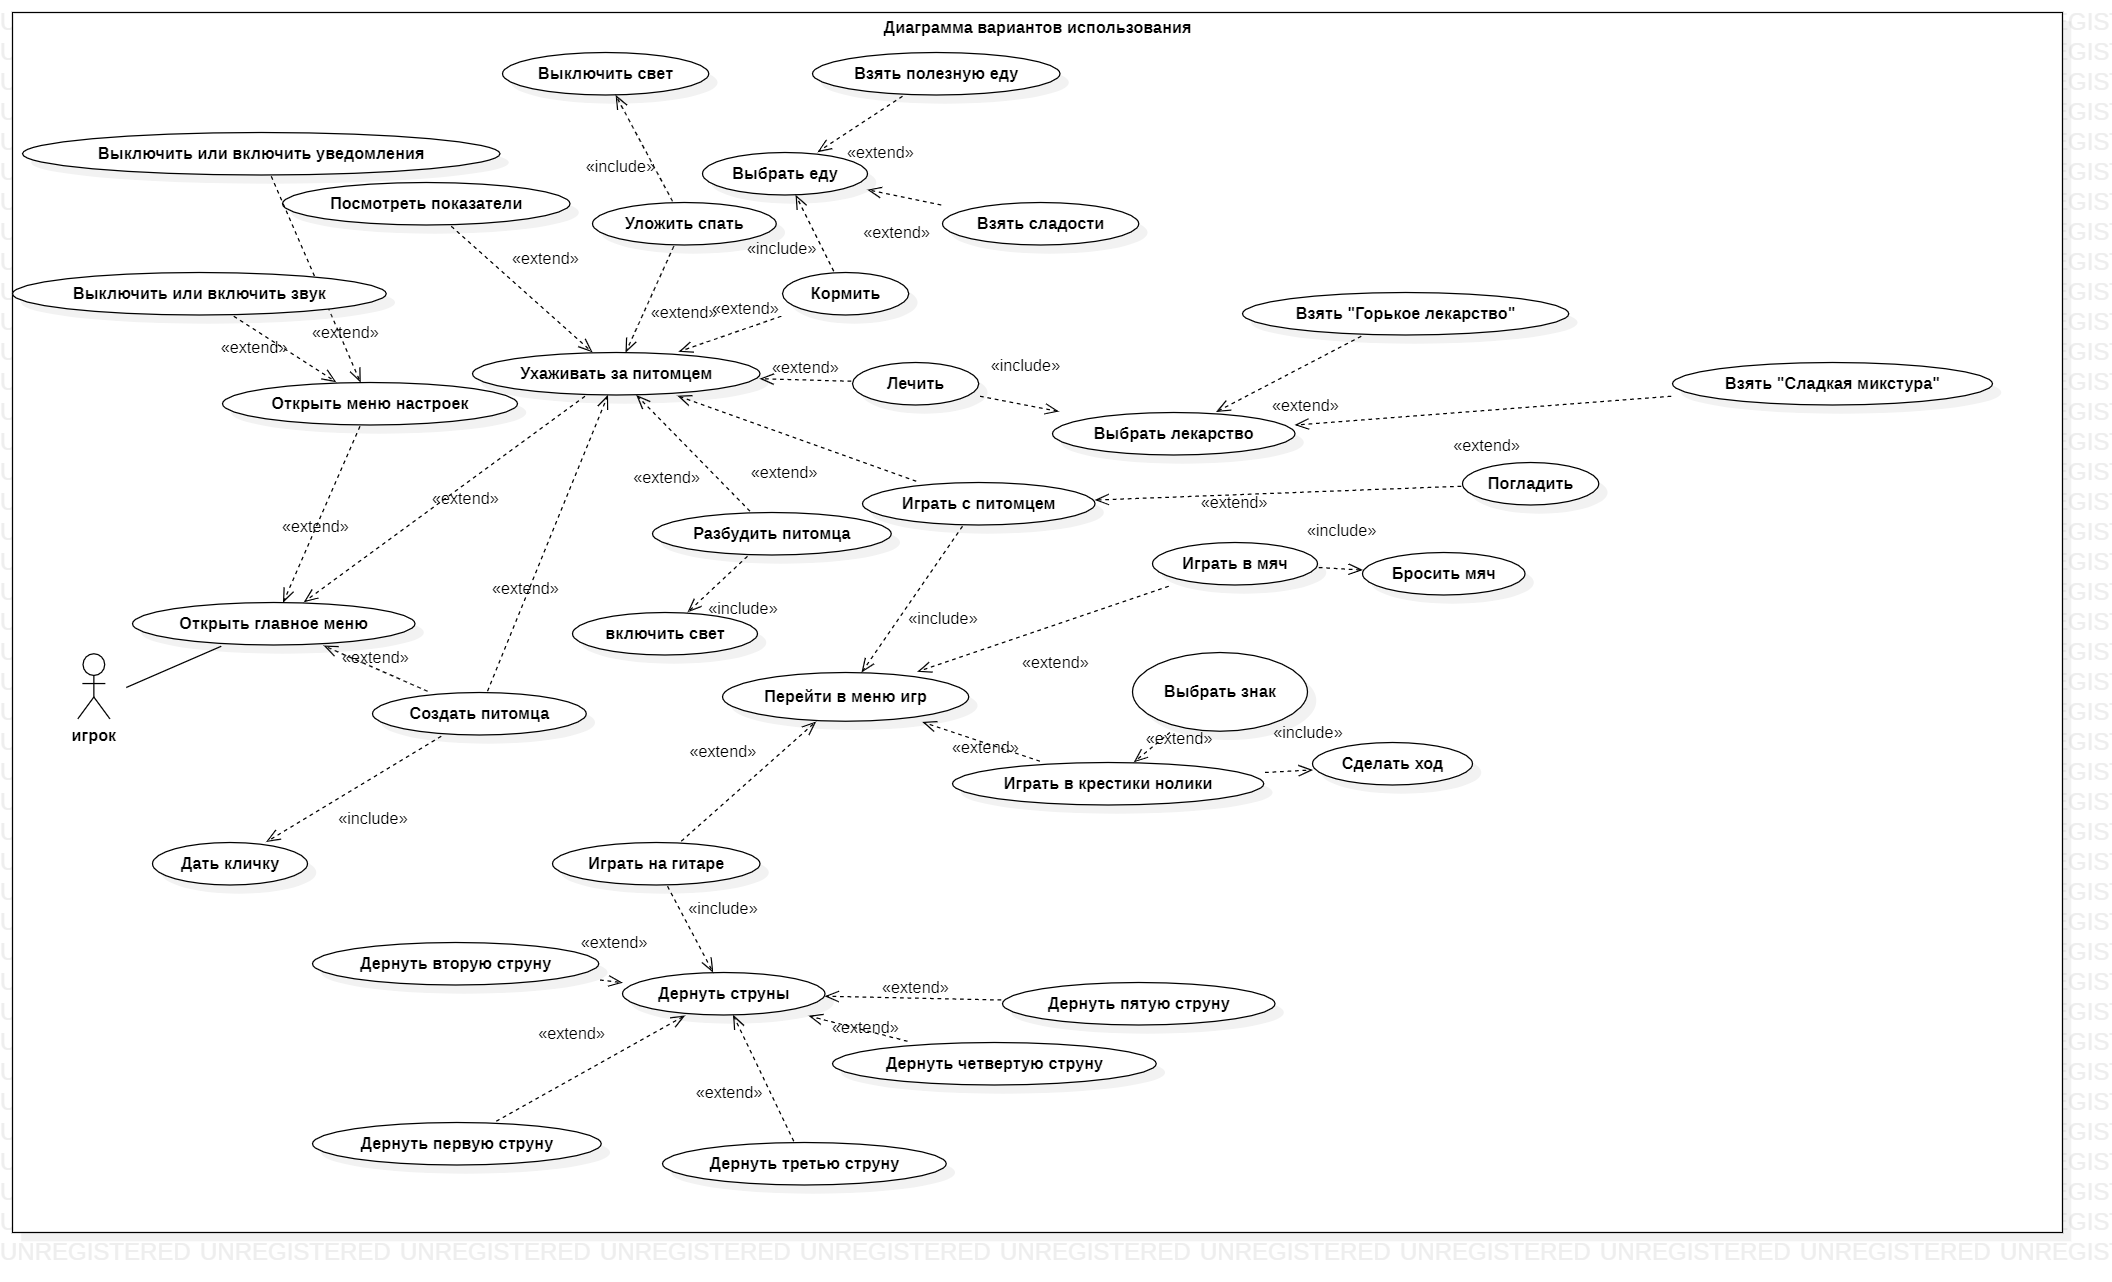 Диаграмма вариантов использования
Выключить свет
Взять полезную еду
Выключить или включить уведомления
«include»
«extend»
Выбрать еду
Посмотреть показатели
Уложить спать
Взять сладости
«extend»
«include»
«extend»
Выключить или включить звук
Кормить
«extend»
«extend»
Взять "Горькое лекарство"
«extend»
«extend»
Ухаживать за питомцем
«extend»
Лечить
«include»
Взять "Сладкая микстура"
Открыть меню настроек
«extend»
Выбрать лекарство
«extend»
«extend»
«extend»
Погладить
«extend»
Играть с питомцем
«extend»
«extend»
Разбудить питомца
«include»
Играть в мяч
Бросить мяч
«extend»
«include»
Открыть главное меню
включить свет
«include»
«extend»
«extend»
Выбрать знак
Перейти в меню игр
игрок
Создать питомца
«extend»
«extend»
«extend»
«include»
Играть в крестики нолики
Сделать ход
«include»
Дать кличку
Играть на гитаре
«include»
«extend»
Дернуть вторую струну
Дернуть струны
«extend»
Дернуть пятую струну
«extend»
«extend»
Дернуть четвертую струну
«extend»
Дернуть первую струну
Дернуть третью струну
UNREGISTERED UNREGISTERED UNREGISTERED UNREGISTERED UNREGISTERED UNREGISTERED UNREGISTERED UNREGISTERED UNREGISTERED UNREGISTERED